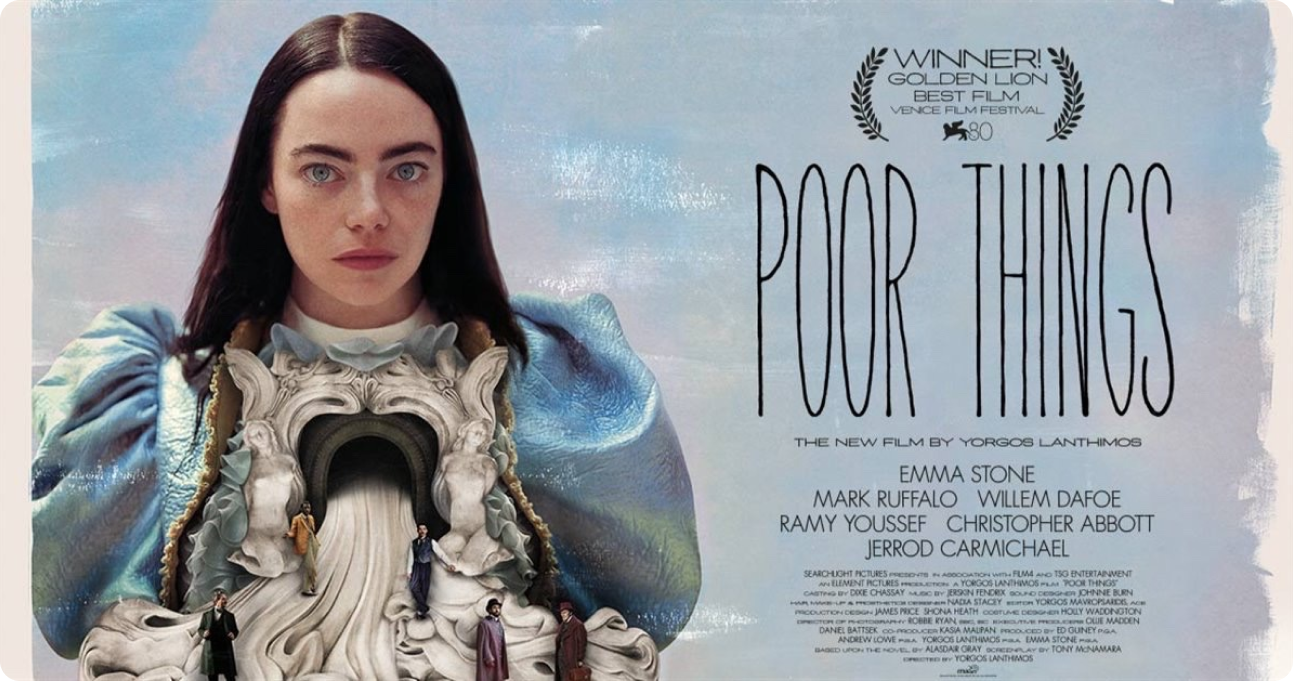 WINNER!
GOLDEN LION
BEST FILM
VENICE FILM FESTIVAL
80
POOR THINGS
THE NEW FILM BY YORGOS LANTHIMOS
EMMA STONE
MARK RUFFALO WILLEM DAFOE
RAMY YOUSSEF CHRISTOPHER ABBOTT
JERROD CARMICHAEL
SEARCHLIGHT PICTURES PRESENTS IN ASSOCIATION WITH FILM4 AND TSG ENTERTAINMENT
AN ELEMENT PICTURES PRODUCTION A YORGOS LANTHIMOS FILM "POOR THINGS"
CASTING BY DIXIE CHASSAY MUSIC BY JERSKIN FENDRIX SOUND DESIGNER JOHNNIE BURN
HAIR, MAKE-UP & PROSTHETICS DESIGNER NADIA STACEY EDITOR YORGOS MAVROPSARIDIS, ACE
PRODUCTION DESIGN JAMES PRICE SHONA HEATH COSTUME DESIGNER HOLLY WADDINGTON
DIRECTOR OF PHOTOGRAPHY ROBBIE RYAN, BSC, ISC EXECUTIVE PRODUCERS OLLIE MADDEN
DANIEL BATTSEK CO-PRODUCER KASIA MALIPAN PRODUCED BY ED GUINEY P.G.A.
ANDREW LOWE P.G.A. YORGOS LANTHIMOS P.G.A. EMMA STONE P.G.A.
BASED UPON THE NOVEL BY ALASDAIR GRAY SCREENPLAY BY TONY McNAMARA
DIRECTED BY YORGOS LANTHIMOS